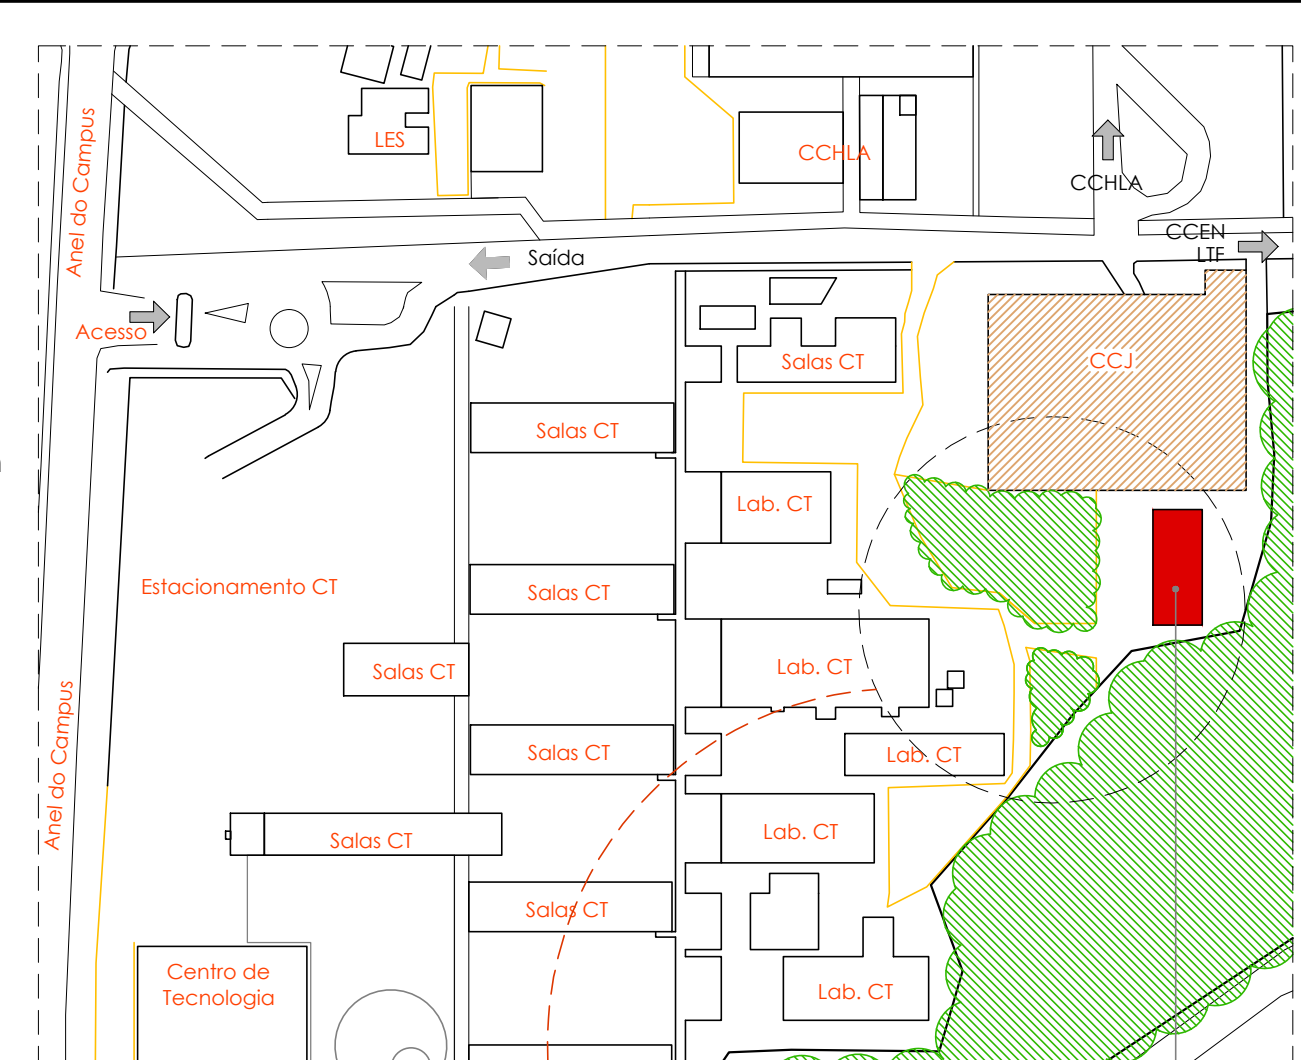 Anel do Campus
LES
CCHLA
CCHLA
CCEN
LTF
Saída
Acesso
CCJ
Salas CT
Salas CT
Lab. CT
Estacionamento CT
Salas CT
Lab. CT
Salas CT
Anel do Campus
Salas CT
Lab. CT
Salas CT
Lab. CT
Salas CT
Centro de
Tecnologia
Lab. CT